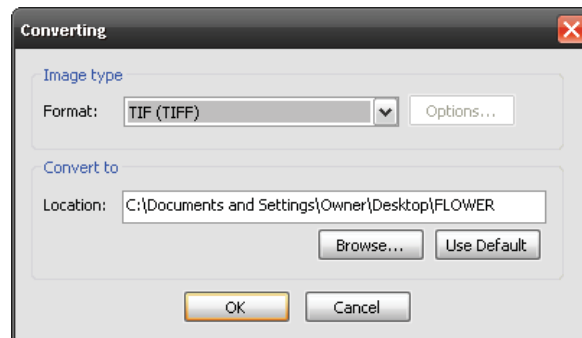 Converting
Image type
Format: TIF (TIFF) Options...
Convert to
Location: C:\Documents and Settings\Owner\Desktop\FLOWER
Browse... Use Default
OK Cancel